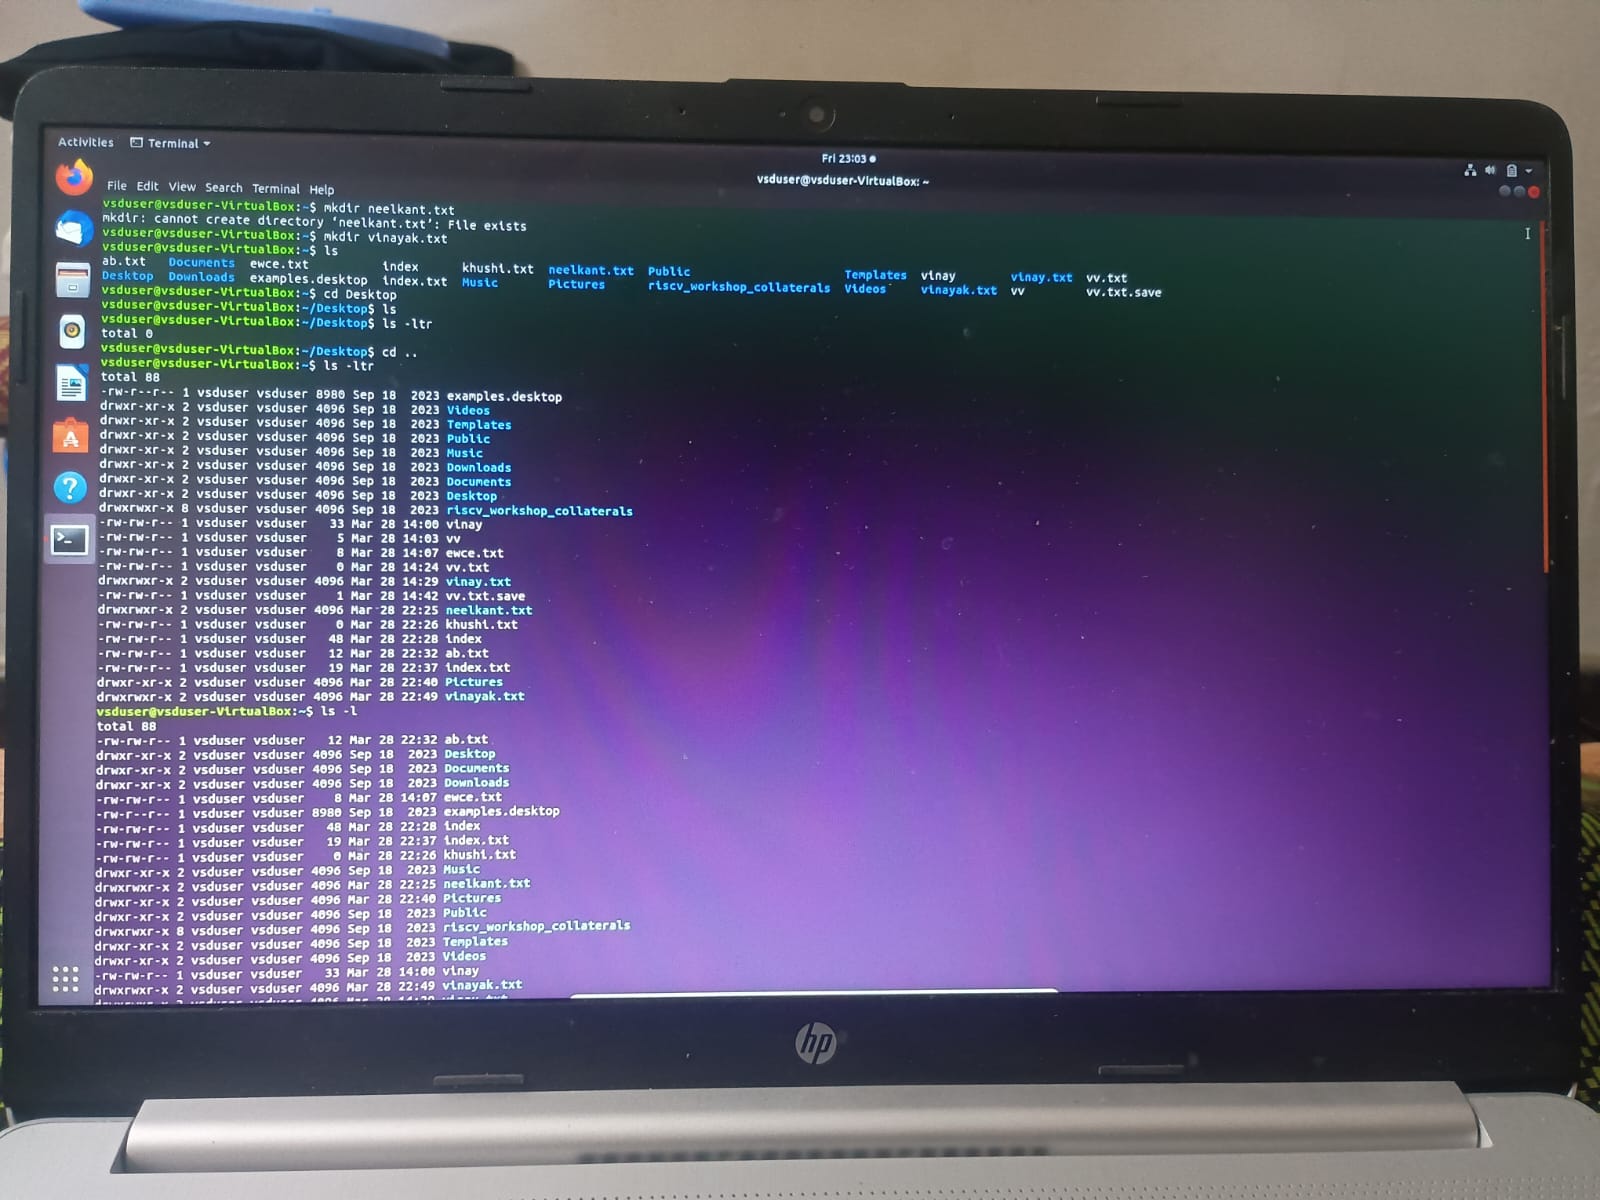 Activities Terminal
Fri 23:03
vsduser@vsduser-VirtualBox: ~
File Edit View Search Terminal Help
vsduser@vsduser-VirtualBox:~$ mkdir neelkant.txt
mkdir: cannot create directory ‘neelkant.txt’: File exists
vsduser@vsduser-VirtualBox:~$ mkdir vinayak.txt
vsduser@vsduser-VirtualBox:~$ ls
ab.txt Documents ewce.txt index khushi.txt neelkant.txt Public Templates vinay vinay.txt vv.txt
Desktop Downloads examples.desktop index.txt Music Pictures riscv_workshop_collaterals Videos vinayak.txt vv vv.txt.save
vsduser@vsduser-VirtualBox:~$ cd Desktop
vsduser@vsduser-VirtualBox:~/Desktop$ ls
vsduser@vsduser-VirtualBox:~/Desktop$ ls -ltr
total 0
vsduser@vsduser-VirtualBox:~/Desktop$ cd ..
vsduser@vsduser-VirtualBox:~$ ls -ltr
total 88
-rw-r--r-- 1 vsduser vsduser 8980 Sep 18 2023 examples.desktop
drwxr-xr-x 2 vsduser vsduser 4096 Sep 18 2023 Videos
drwxr-xr-x 2 vsduser vsduser 4096 Sep 18 2023 Templates
drwxr-xr-x 2 vsduser vsduser 4096 Sep 18 2023 Public
drwxr-xr-x 2 vsduser vsduser 4096 Sep 18 2023 Music
drwxr-xr-x 2 vsduser vsduser 4096 Sep 18 2023 Downloads
drwxr-xr-x 2 vsduser vsduser 4096 Sep 18 2023 Documents
drwxr-xr-x 2 vsduser vsduser 4096 Sep 18 2023 Desktop
drwxrwxr-x 8 vsduser vsduser 4096 Sep 18 2023 riscv_workshop_collaterals
-rw-rw-r-- 1 vsduser vsduser 33 Mar 28 14:00 vinay
-rw-rw-r-- 1 vsduser vsduser 5 Mar 28 14:03 vv
-rw-rw-r-- 1 vsduser vsduser 8 Mar 28 14:07 ewce.txt
-rw-rw-r-- 1 vsduser vsduser 0 Mar 28 14:24 vv.txt
drwxrwxr-x 2 vsduser vsduser 4096 Mar 28 14:29 vinay.txt
-rw-rw-r-- 1 vsduser vsduser 1 Mar 28 14:42 vv.txt.save
drwxrwxr-x 2 vsduser vsduser 4096 Mar 28 22:25 neelkant.txt
-rw-rw-r-- 1 vsduser vsduser 0 Mar 28 22:26 khushi.txt
-rw-rw-r-- 1 vsduser vsduser 48 Mar 28 22:28 index
-rw-rw-r-- 1 vsduser vsduser 12 Mar 28 22:32 ab.txt
-rw-rw-r-- 1 vsduser vsduser 19 Mar 28 22:37 index.txt
drwxr-xr-x 2 vsduser vsduser 4096 Mar 28 22:40 Pictures
drwxrwxr-x 2 vsduser vsduser 4096 Mar 28 22:49 vinayak.txt
vsduser@vsduser-VirtualBox:~$ ls -l
total 88
-rw-rw-r-- 1 vsduser vsduser 12 Mar 28 22:32 ab.txt
drwxr-xr-x 2 vsduser vsduser 4096 Sep 18 2023 Desktop
drwxr-xr-x 2 vsduser vsduser 4096 Sep 18 2023 Documents
drwxr-xr-x 2 vsduser vsduser 4096 Sep 18 2023 Downloads
-rw-rw-r-- 1 vsduser vsduser 8 Mar 28 14:07 ewce.txt
-rw-r--r-- 1 vsduser vsduser 8980 Sep 18 2023 examples.desktop
-rw-rw-r-- 1 vsduser vsduser 48 Mar 28 22:28 index
-rw-rw-r-- 1 vsduser vsduser 19 Mar 28 22:37 index.txt
-rw-rw-r-- 1 vsduser vsduser 0 Mar 28 22:26 khushi.txt
drwxr-xr-x 2 vsduser vsduser 4096 Sep 18 2023 Music
drwxrwxr-x 2 vsduser vsduser 4096 Mar 28 22:25 neelkant.txt
drwxr-xr-x 2 vsduser vsduser 4096 Mar 28 22:40 Pictures
drwxr-xr-x 2 vsduser vsduser 4096 Sep 18 2023 Public
drwxrwxr-x 8 vsduser vsduser 4096 Sep 18 2023 riscv_workshop_collaterals
drwxr-xr-x 2 vsduser vsduser 4096 Sep 18 2023 Templates
drwxr-xr-x 2 vsduser vsduser 4096 Sep 18 2023 Videos
-rw-rw-r-- 1 vsduser vsduser 33 Mar 28 14:00 vinay
drwxrwxr-x 2 vsduser vsduser 4096 Mar 28 22:49 vinayak.txt
hp